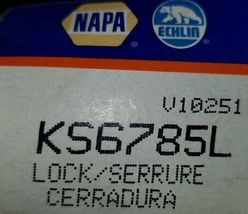 NAPA ®
ECHLIN ®
V10251
KS6785L
LOCK/SERRURE
CERRADURA